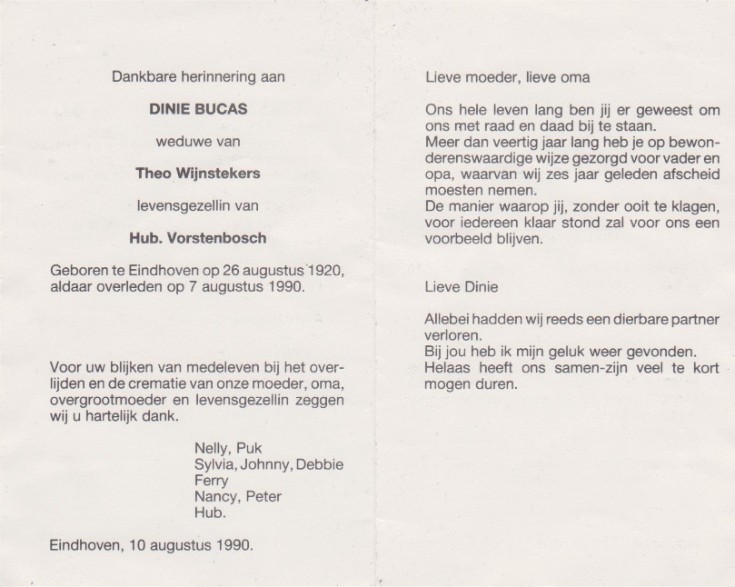 Dankbare herinnering aan
DINIE BUCAS
weduwe van
Theo Wijnstekers
levensgezellin van
Hub. Vorstenbosch
Geboren te Eindhoven op 26 augustus 1920,
aldaar overleden op 7 augustus 1990.
Voor uw blijken van medeleven bij het over-
lijden en de crematie van onze moeder, oma,
overgrootmoeder en levensgezellin zeggen
wij u hartelijk dank.
Nelly, Puk
Sylvia, Johnny, Debbie
Ferry
Nancy, Peter
Hub.
Eindhoven, 10 augustus 1990.
Lieve moeder, lieve oma
Ons hele leven lang ben jij er geweest om
ons met raad en daad bij te staan.
Meer dan veertig jaar lang heb je op bewon-
derenswaardige wijze gezorgd voor vader en
opa, waarvan wij zes jaar geleden afscheid
moesten nemen.
De manier waarop jij, zonder ooit te klagen,
voor iedereen klaar stond zal voor ons een
voorbeeld blijven.
Lieve Dinie
Allebei hadden wij reeds een dierbare partner
verloren.
Bij jou heb ik mijn geluk weer gevonden.
Helaas heeft ons samen-zijn veel te kort
mogen duren.